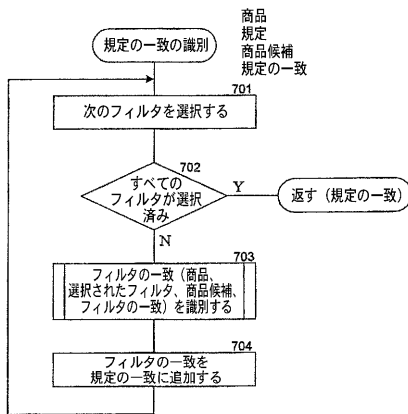 規定の一致の識別
商品
規定
商品候補
規定の一致
701
次のフィルタを選択する
702
すべての
フィルタが選択
済み
Y
返す（規定の一致）
N
703
フィルタの一致（商品、
選択されたフィルタ、商品候補、
フィルタの一致）を識別する
704
フィルタの一致を
規定の一致に追加する